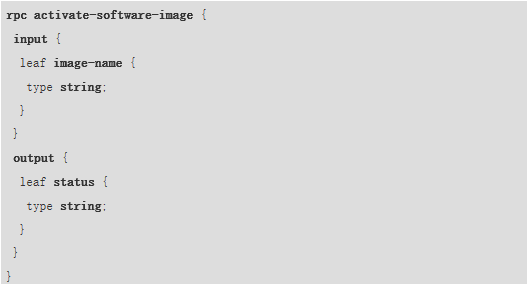 rpc activate-software-image {
input {
leaf image-name {
type string;
}
}
output {
leaf status {
type string;
}
}
}